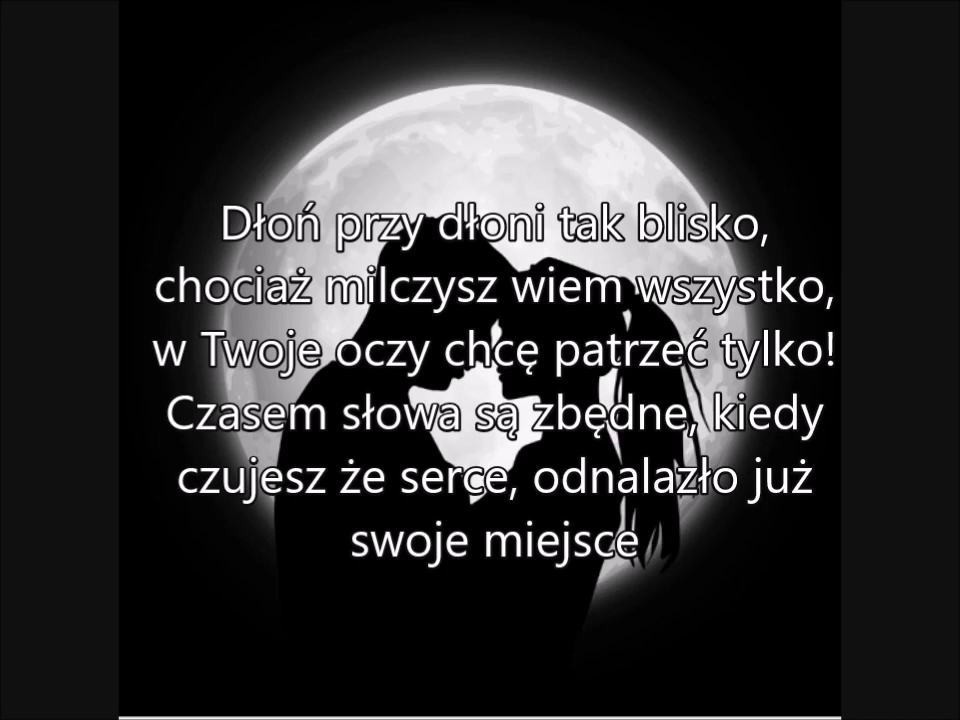 Dłoń przy dłoni tak blisko,
chociaż milczysz wiem wszystko,
w Twoje oczy chcę patrzeć tylko!
Czasem słowa są zbędne, kiedy
czujesz że serce, odnalazło już
swoje miejsce